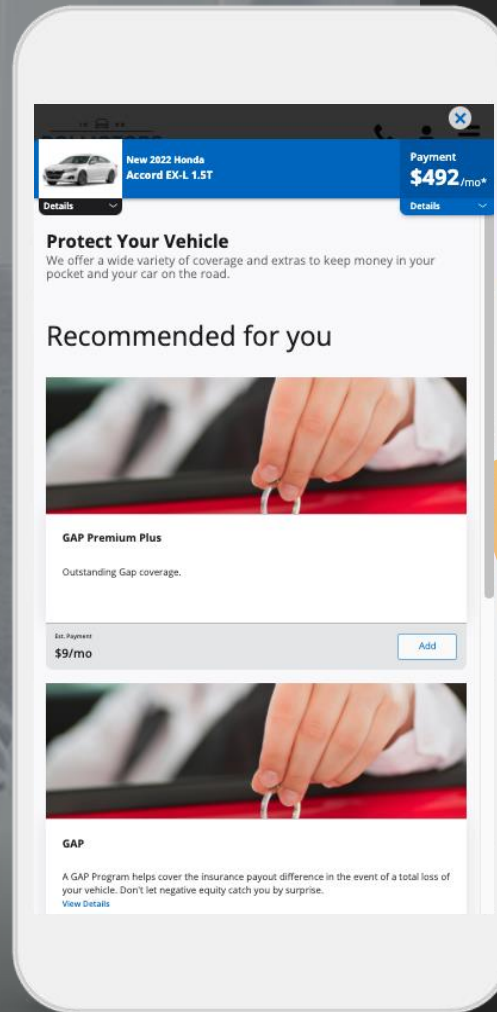 New 2022 Honda
Accord EX-L 1.5T
Payment
$492/mo*
Details
Details
Protect Your Vehicle
We offer a wide variety of coverage and extras to keep money in your
pocket and your car on the road.
Recommended for you
GAP Premium Plus
Outstanding Gap coverage.
Est. Payment
$9/mo
Add
GAP
A GAP Program helps cover the insurance payout difference in the event of a total loss of
your vehicle. Don't let negative equity catch you by surprise.
View Details